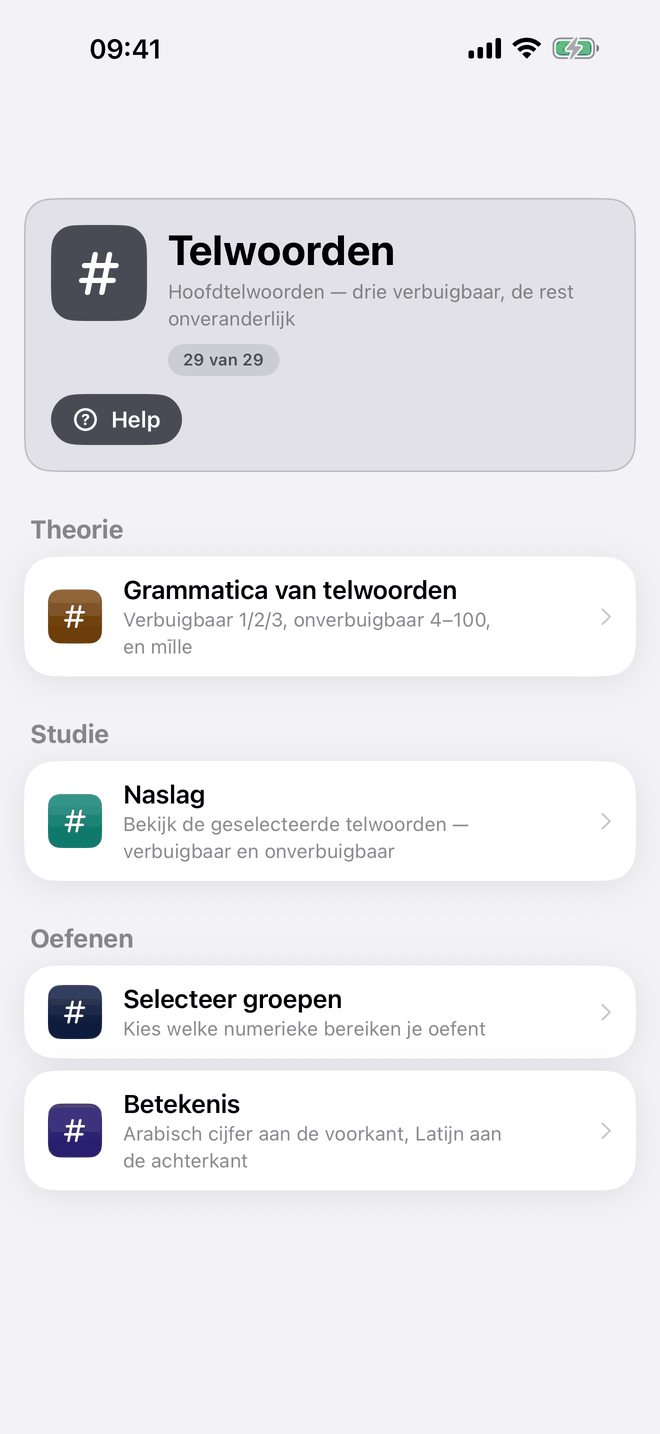 09:41
#
Telwoorden
Hoofdtelwoorden — drie verbuigbaar, de rest
onveranderlijk
29 van 29
? Help
Theorie
#
Grammatica van telwoorden
Verbuigbaar 1/2/3, onverbuigbaar 4–100,
en mīlle
Studie
#
Naslag
Bekijk de geselecteerde telwoorden —
verbuigbaar en onverbuigbaar
Oefenen
#
Selecteer groepen
Kies welke numerieke bereiken je oefent
#
Betekenis
Arabisch cijfer aan de voorkant, Latijn aan
de achterkant